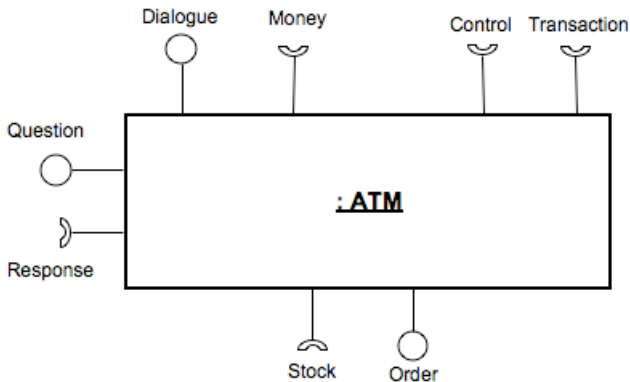 Dialogue Money Control Transaction
Question
: ATM
Response
Stock Order